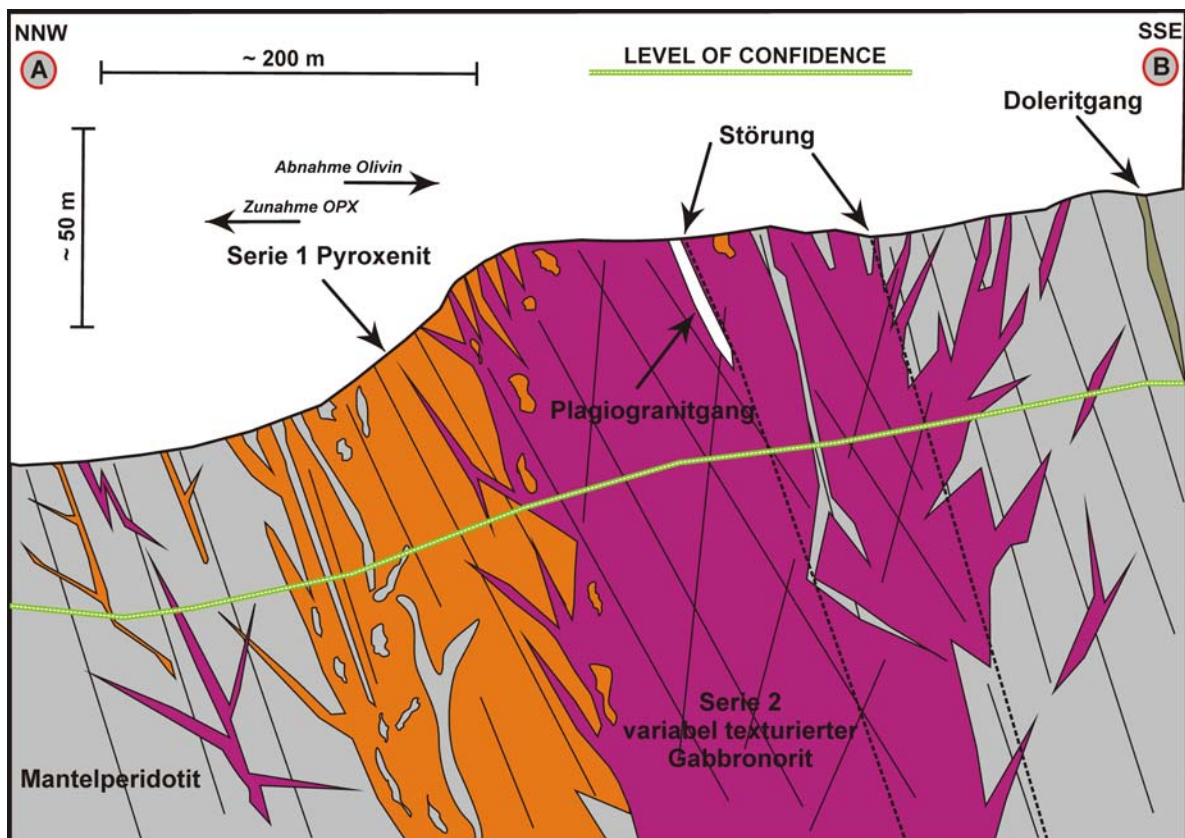 NNW
A
~ 200 m
LEVEL OF CONFIDENCE
SSE
B
Doleritgang
Störung
~ 50 m
Abnahme Olivin
Zunahme OPX
Serie 1 Pyroxenit
Plagiogranitgang
Serie 2
variabel texturierter
Gabbronorit
Mantelperidotit